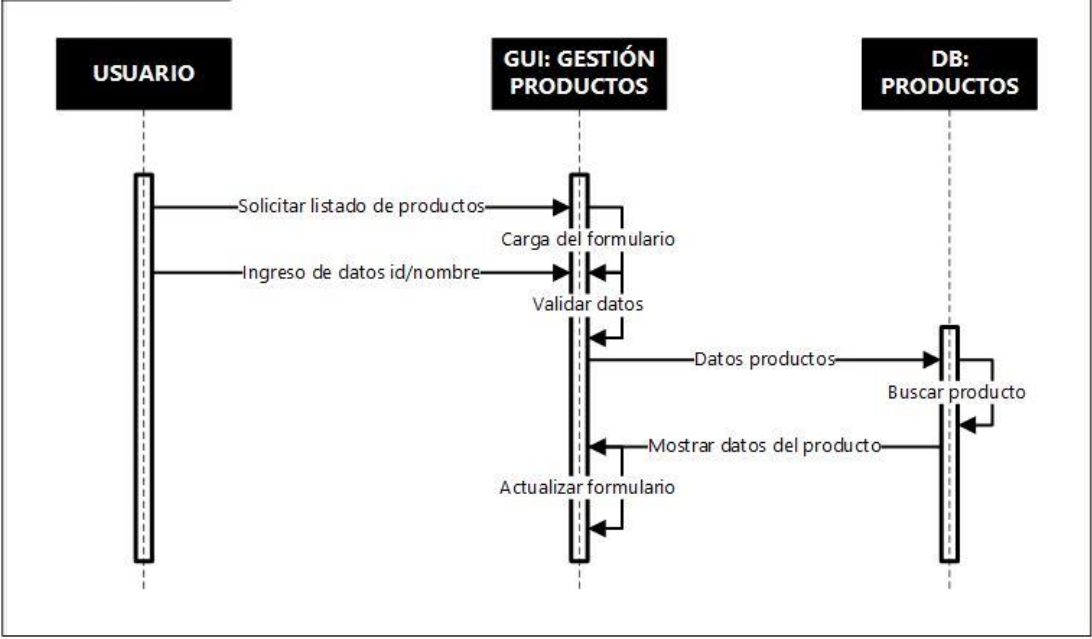 USUARIO
GUI: GESTIÓN
PRODUCTOS
DB:
PRODUCTOS
Solicitar listado de productos
Carga del formulario
Ingreso de datos id/nombre
Validar datos
Datos productos
Buscar producto
Mostrar datos del producto
Actualizar formulario